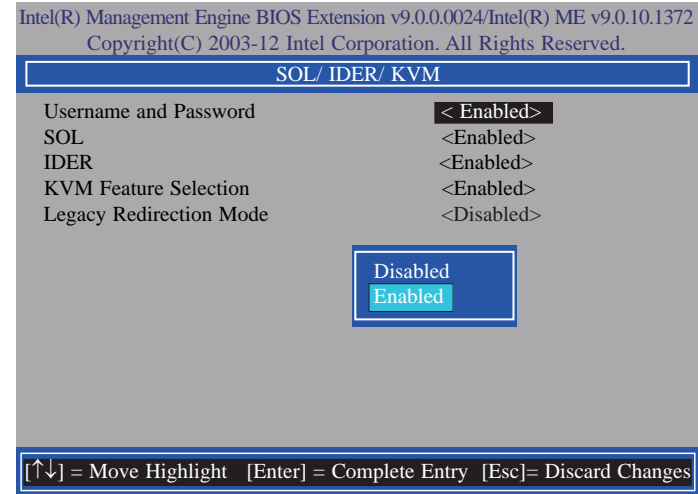 Intel(R) Management Engine BIOS Extension v9.0.0.0024/Intel(R) ME v9.0.10.1372
Copyright(C) 2003-12 Intel Corporation. All Rights Reserved.
SOL/ IDER/ KVM
Username and Password < Enabled>
SOL <Enabled>
IDER <Enabled>
KVM Feature Selection <Enabled>
Legacy Redirection Mode <Disabled>
Disabled
Enabled
[↑↓] = Move Highlight [Enter] = Complete Entry [Esc]= Discard Changes